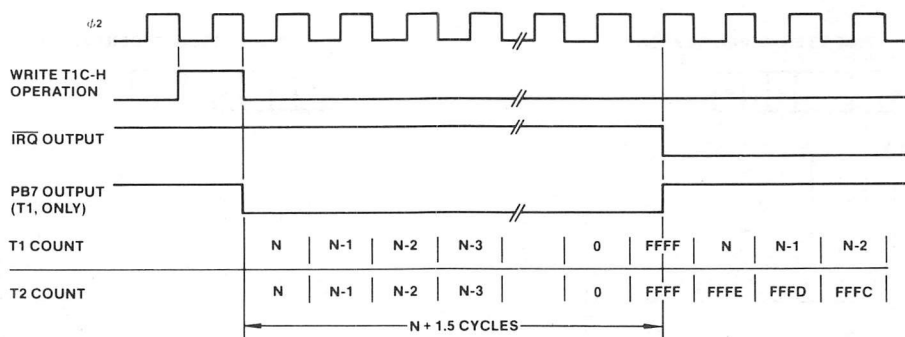 ϕ2
WRITE T1C-H
OPERATION
IRQ OUTPUT
PB7 OUTPUT
(T1, ONLY)
T1 COUNT N N-1 N-2 N-3 0 FFFF N N-1 N-2
T2 COUNT N N-1 N-2 N-3 0 FFFF FFFE FFFD FFFC
N + 1.5 CYCLES